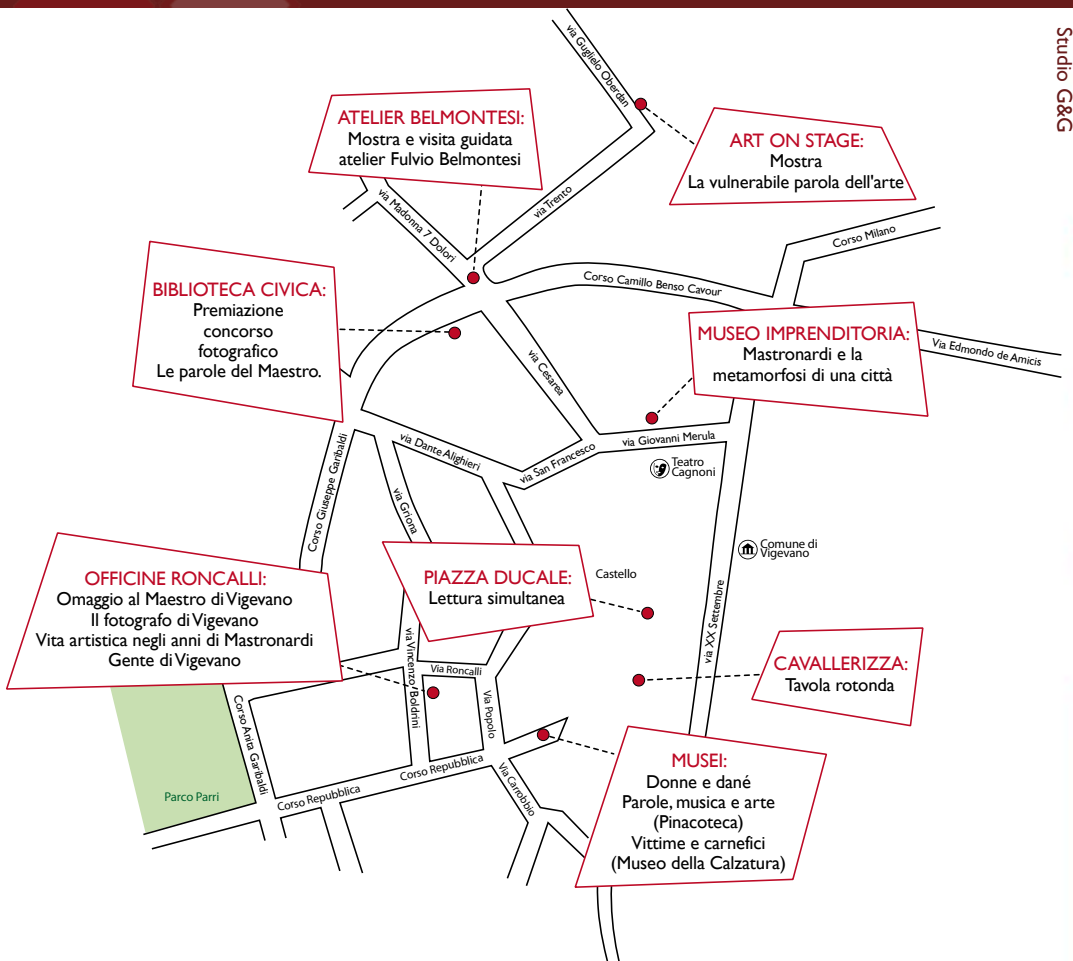 Studio G&G
via Guglielo Oberdan
ATELIER BELMONTESI:
Mostra e visita guidata
atelier Fulvio Belmontesi
ART ON STAGE:
Mostra
La vulnerabile parola dell'arte
via Madonna 7 Dolori
via Trento
Corso Milano
Corso Camillo Benso Cavour
BIBLIOTECA CIVICA:
Premiazione
concorso
fotografico
Le parole del Maestro.
MUSEO IMPRENDITORIA:
Mastronardi e la
metamorfosi di una città
Via Edmondo de Amicis
via Cesarea
via Dante Alighieri
via San Francesco
via Giovanni Merula
Teatro
Cagnoni
Corso Giuseppe Garibaldi
via Griona
Comune di
Vigevano
OFFICINE RONCALLI:
Omaggio al Maestro di Vigevano
Il fotografo di Vigevano
Vita artistica negli anni di Mastronardi
Gente di Vigevano
PIAZZA DUCALE:
Lettura simultanea
Castello
via XX Settembre
via Vincenzo Boldrini
Via Roncalli
Via Popolo
CAVALLERIZZA:
Tavola rotonda
Corso Anita Garibaldi
Parco Parri
Corso Repubblica
Corso Repubblica
Via Carrobbio
MUSEI:
Donne e dané
Parole, musica e arte
(Pinacoteca)
Vittime e carnefici
(Museo della Calzatura)